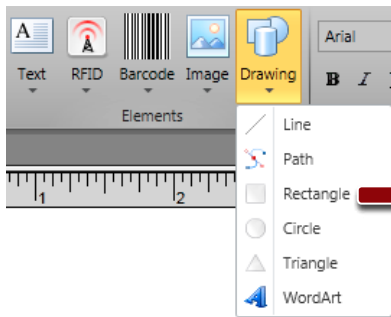 A
Text RFID Barcode Image Drawing
Elements
Arial
B I
1 2
Line
Path
Rectangle
Circle
Triangle
A WordArt